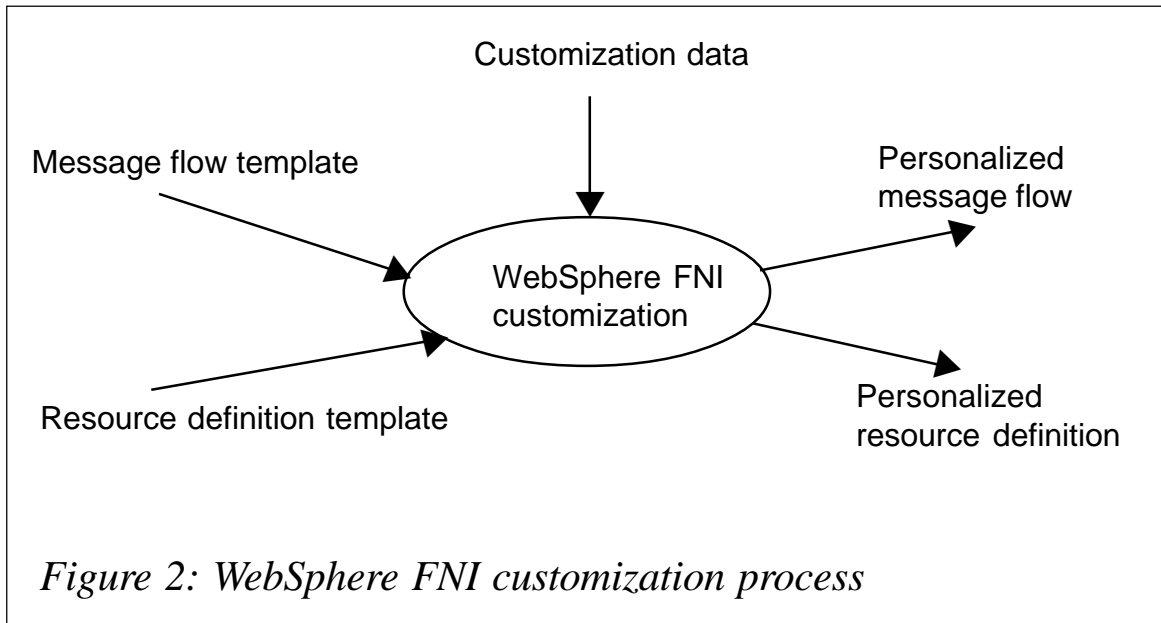 Customization data
Message flow template
Personalized
message flow
WebSphere FNI
customization
Resource definition template
Personalized
resource definition
Figure 2: WebSphere FNI customization process